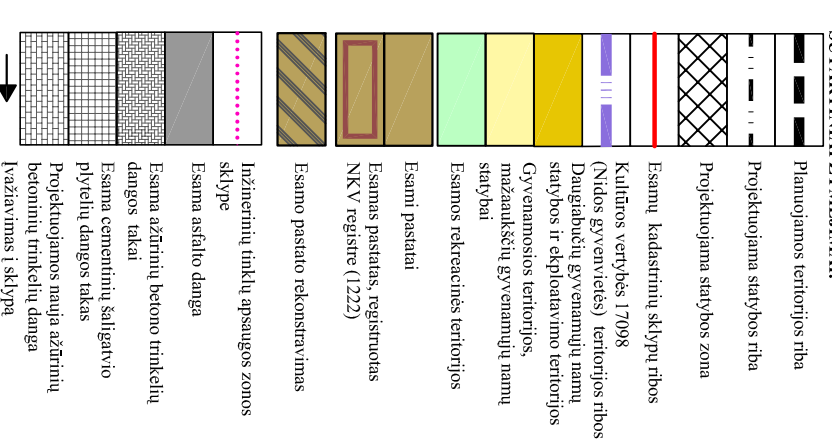 Planuojamos teritorijos riba
Projektuojama statybos riba
Projektuojama statybos zona
Esamų kadastrinių sklypų ribos
Kultūros vertybės 17098
(Nidos gyvenvietės) teritorijos ribos
Daugiabučių gyvenamųjų namų
statybos ir ekploatavimo teritorijos
Gyvenamosios teritorijos,
mažaaukščių gyvenamųjų namų
statybai
Esamos rekreacinės teritorijos
Esami pastatai
Esamas pastatas, registruotas
NKV registre (1222)
Esamo pastato rekonstravimas
Inžinerinių tinklų apsaugos zonos
sklype
Esama asfalto danga
Esama ažūrinių betono trinkelių
dangos takai
Esama cementinių šaligatvio
plytelių dangos takas
Projektuojamos nauja ažūrinių
betoninių trinkelių danga
Įvažiavimas į sklypą